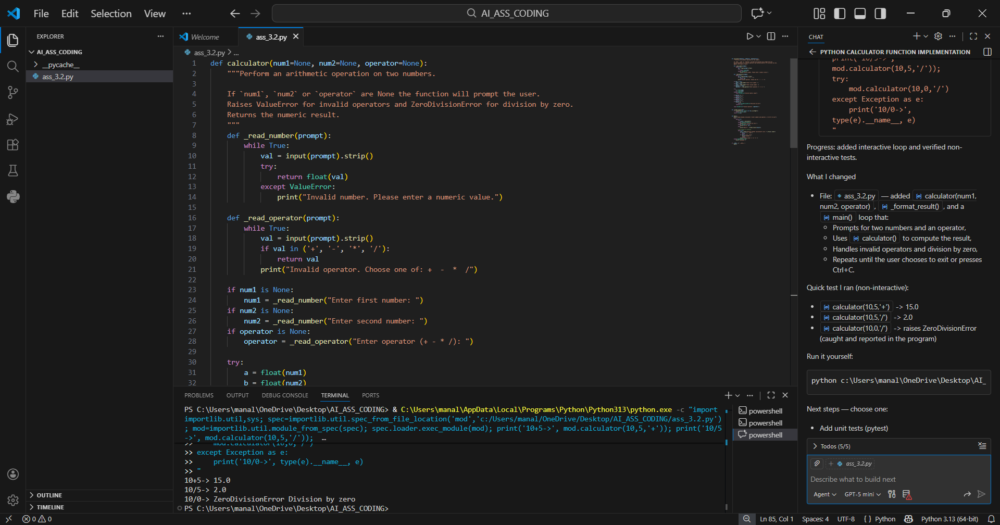 File Edit Selection View ···
AI_ASS_CODING
EXPLORER
AI_ASS_CODING
__pycache__
ass_3.2.py
OUTLINE
TIMELINE
Welcome
ass_3.2.py
ass_3.2.py > ...
1 def calculator(num1=None, num2=None, operator=None):
2 """Perform an arithmetic operation on two numbers.
3
4 If `num1`, `num2` or `operator` are None the function will prompt the user.
5 Raises ValueError for invalid operators and ZeroDivisionError for division by zero.
6 Returns the numeric result.
7 """
8 def _read_number(prompt):
9 while True:
10 val = input(prompt).strip()
11 try:
12 return float(val)
13 except ValueError:
14 print("Invalid number. Please enter a numeric value.")
15
16 def _read_operator(prompt):
17 while True:
18 val = input(prompt).strip()
19 if val in ('+', '-', '*', '/'):
20 return val
21 print("Invalid operator. Choose one of: +  -  *  /")
22
23 if num1 is None:
24 num1 = _read_number("Enter first number: ")
25 if num2 is None:
26 num2 = _read_number("Enter second number: ")
27 if operator is None:
28 operator = _read_operator("Enter operator (+ - * /): ")
29
30 try:
31 a = float(num1)
32 b = float(num2)
PROBLEMS OUTPUT DEBUG CONSOLE TERMINAL PORTS
PS C:\Users\manal\OneDrive\Desktop\AI_ASS_CODING> & C:\Users\manal\AppData\Local\Programs\Python\Python313\python.exe -c "import
importlib.util,sys; spec=importlib.util.spec_from_file_location('mod','c:/Users/manal/OneDrive/Desktop/AI_ASS_CODING/ass_3.2.py')
; mod=importlib.util.module_from_spec(spec); spec.loader.exec_module(mod); print('10+5->', mod.calculator(10,5,'+')); print('10/5
->', mod.calculator(10,5,'/')); …
>> mod.calculator(10,0,'/')
>> except Exception as e:
>> print('10/0->', type(e).__name__, e)
>> "
10+5-> 15.0
10/5-> 2.0
10/0-> ZeroDivisionError Division by zero
PS C:\Users\manal\OneDrive\Desktop\AI_ASS_CODING>
powershell
powershell
powershell
CHAT
PYTHON CALCULATOR FUNCTION IMPLEMENTATION
print('10/5->',
mod.calculator(10,5,'/'));
try:
mod.calculator(10,0,'/')
except Exception as e:
print('10/0->',
type(e).__name__, e)
"
Progress: added interactive loop and verified non-
interactive tests.
What I changed
• File: ass_3.2.py — added calculator(num1,
num2, operator) , _format_result() , and a
main() loop that:
Prompts for two numbers and an operator,
Uses calculator() to compute the result,
Handles invalid operators and division by zero,
Repeats until the user chooses to exit or presses
Ctrl+C.
Quick test I ran (non-interactive):
• calculator(10,5,'+') -> 15.0
• calculator(10,5,'/') -> 2.0
• calculator(10,0,'/') -> raises ZeroDivisionError
(caught and reported in the program)
Run it yourself:
python c:\Users\manal\OneDrive\Desktop\AI_
Next steps — choose one:
• Add unit tests (pytest)
Todos (5/5)
+ ass_3.2.py
Describe what to build next
Agent GPT-5 mini
0 0
Ln 85, Col 1 Spaces: 4 UTF-8 { } Python Python 3.13 (64-bit)